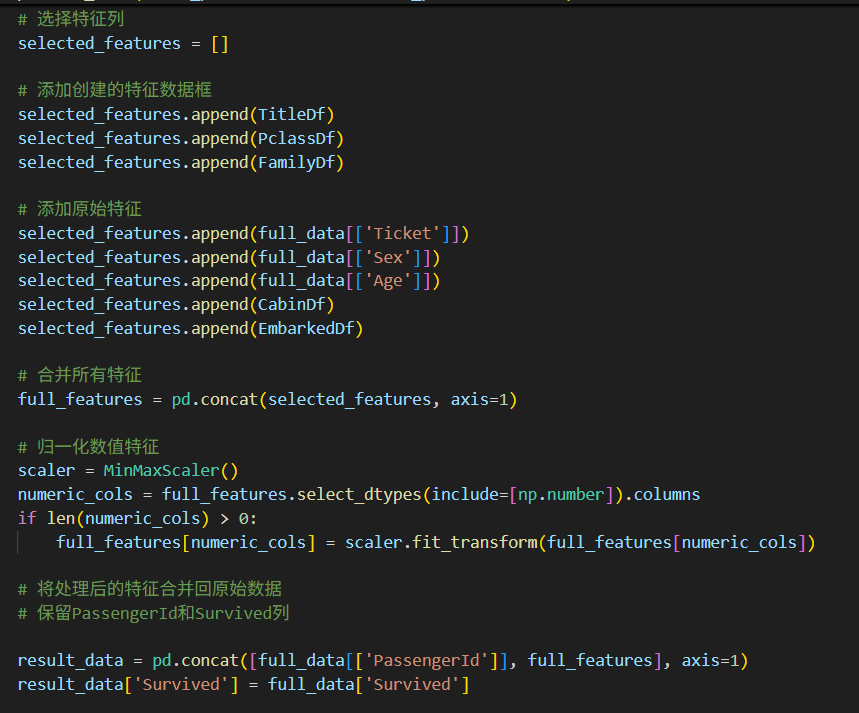 # 选择特征列
selected_features = []
# 添加创建的特征数据框
selected_features.append(TitleDf)
selected_features.append(PclassDf)
selected_features.append(FamilyDf)
# 添加原始特征
selected_features.append(full_data[['Ticket']])
selected_features.append(full_data[['Sex']])
selected_features.append(full_data[['Age']])
selected_features.append(CabinDf)
selected_features.append(EmbarkedDf)
# 合并所有特征
full_features = pd.concat(selected_features, axis=1)
# 归一化数值特征
scaler = MinMaxScaler()
numeric_cols = full_features.select_dtypes(include=[np.number]).columns
if len(numeric_cols) > 0:
    full_features[numeric_cols] = scaler.fit_transform(full_features[numeric_cols])
# 将处理后的特征合并回原始数据
# 保留PassengerId和Survived列
result_data = pd.concat([full_data[['PassengerId']], full_features], axis=1)
result_data['Survived'] = full_data['Survived']